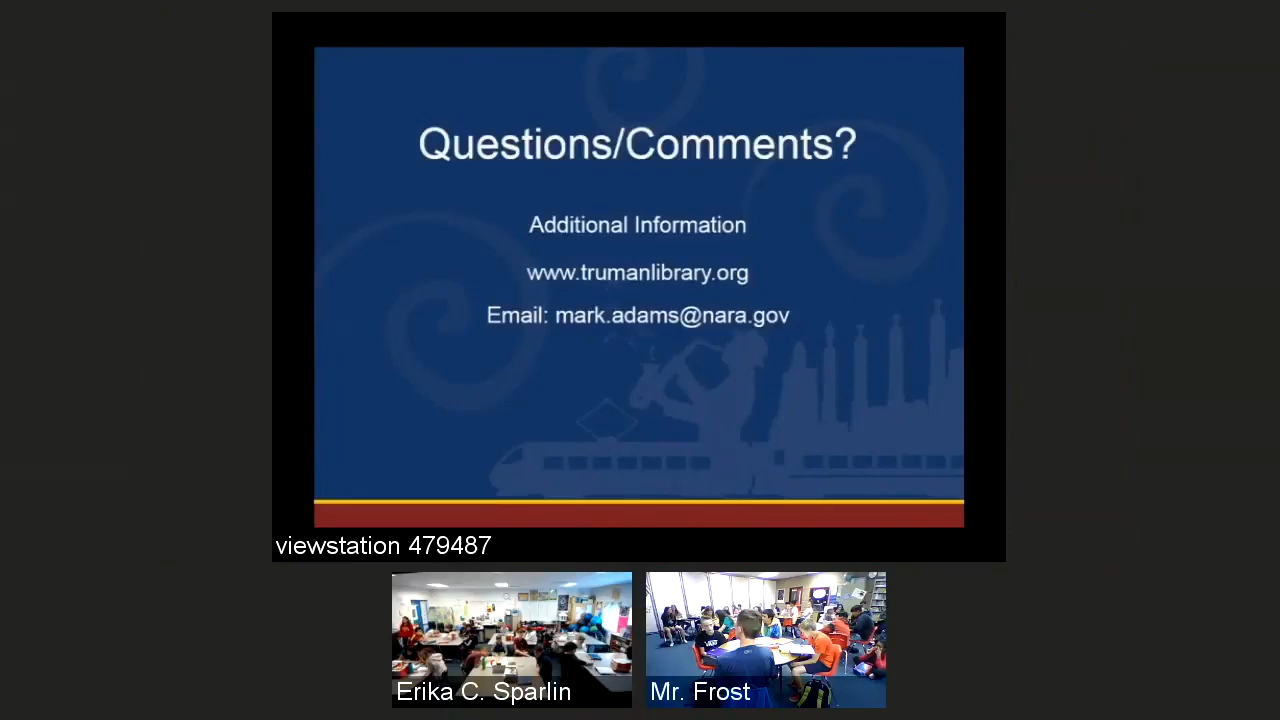 Questions/Comments?
Additional Information
www.trumanlibrary.org
Email: mark.adams@nara.gov
viewstation 479487
Erika C. Sparlin
Mr. Frost